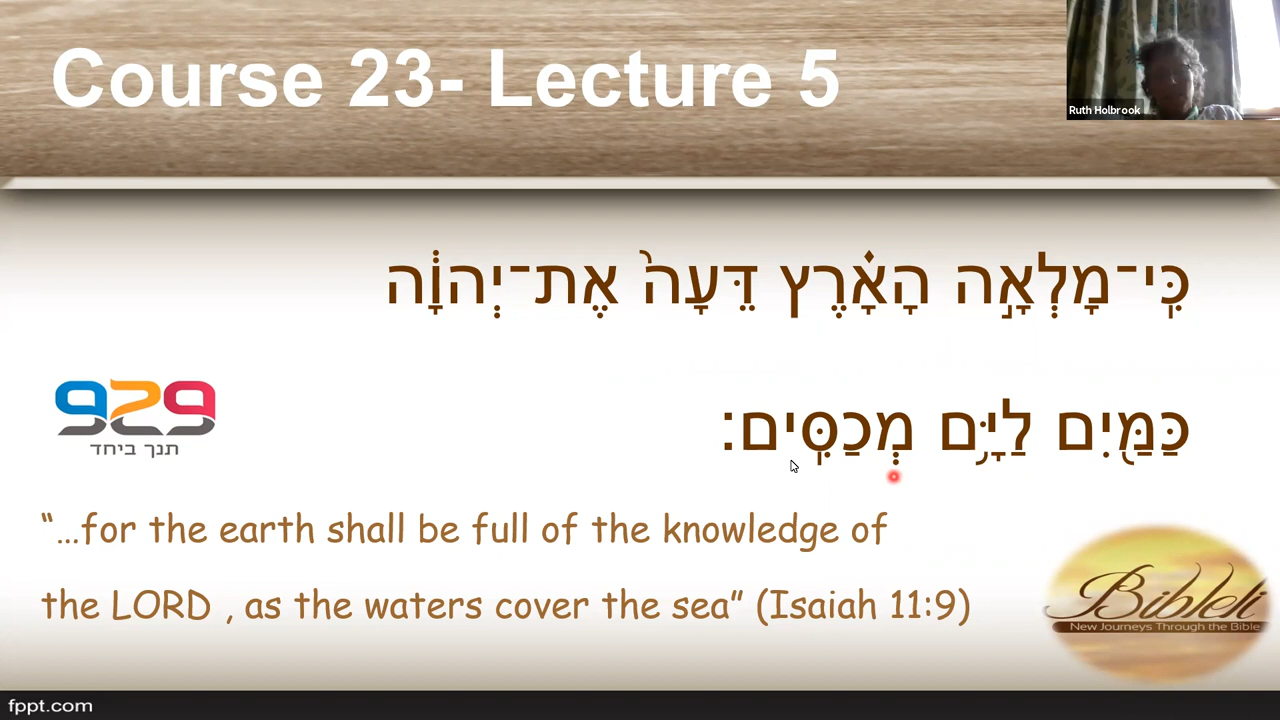 Course 23- Lecture 5
Ruth Holbrook
כִּֽי־מָלְאָ֣ה הָאָ֗רֶץ דֵּעָה֙ אֶת־יְהוָֹ֔ה
כַּמַּ֖יִם לַיָּ֥ם מְכַסִּֽים׃
929
תנך ביחד
“...for the earth shall be full of the knowledge of
the LORD , as the waters cover the sea” (Isaiah 11:9)
Bibleli
New Journeys Through the Bible
fppt.com